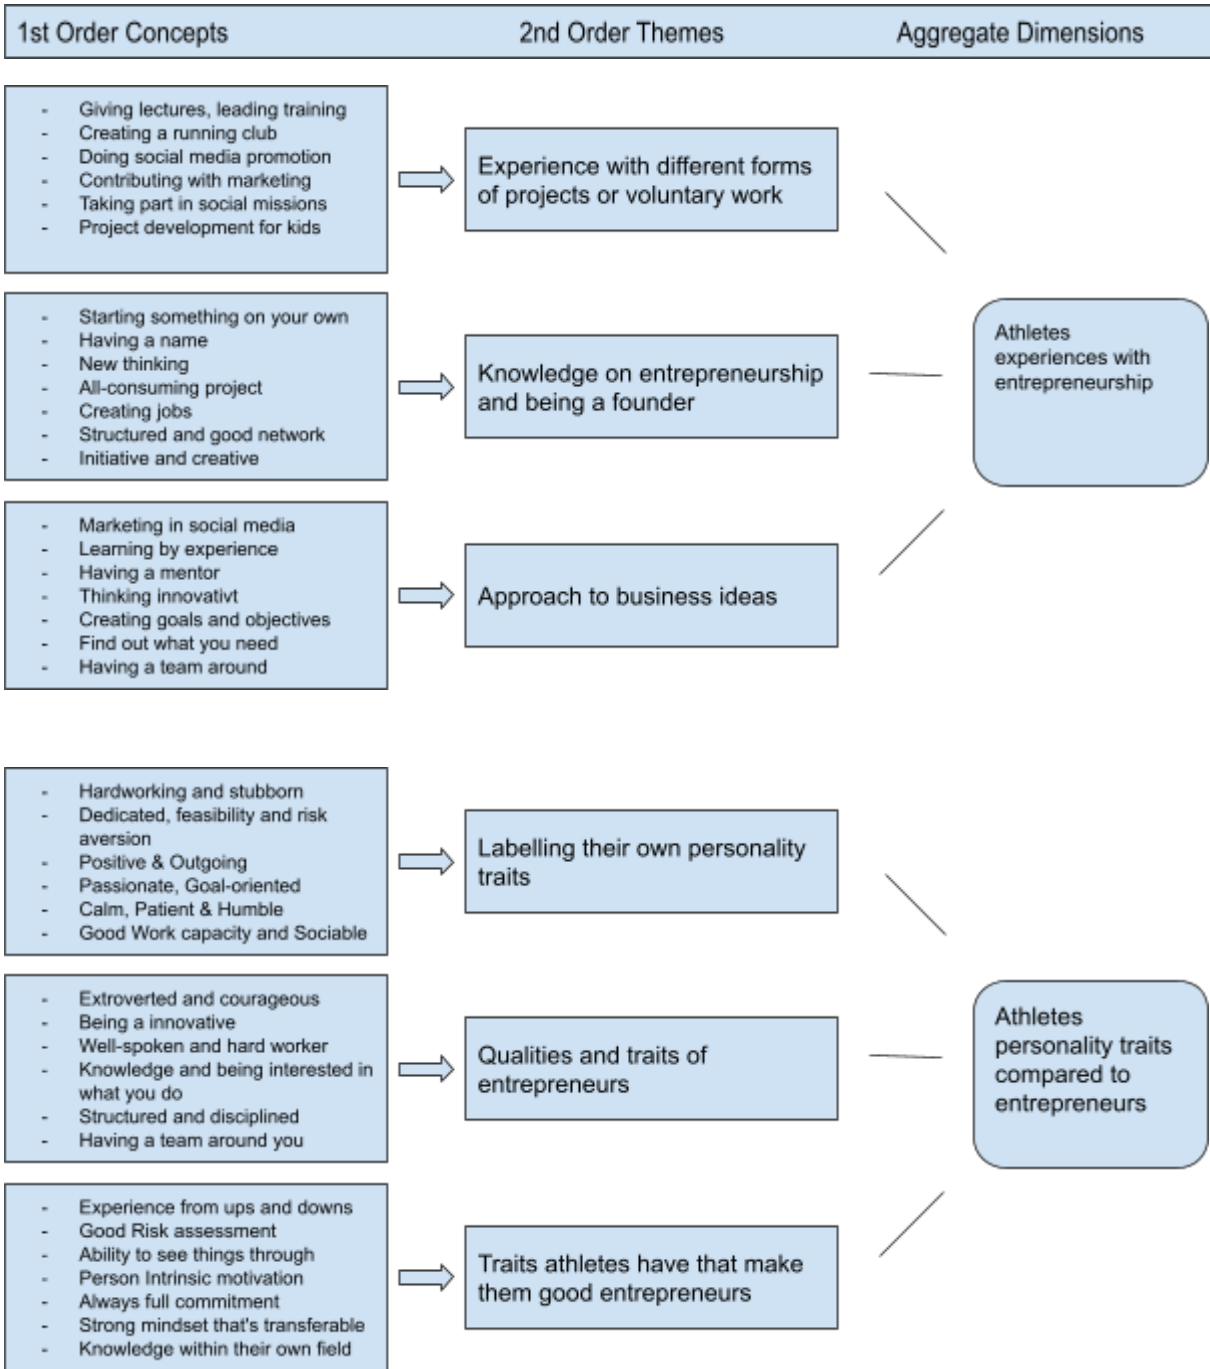 1st Order Concepts
2nd Order Themes
Aggregate Dimensions
- Giving lectures, leading training
- Creating a running club
- Doing social media promotion
- Contributing with marketing
- Taking part in social missions
- Project development for kids
Experience with different forms
of projects or voluntary work
- Starting something on your own
- Having a name
- New thinking
- All-consuming project
- Creating jobs
- Structured and good network
- Initiative and creative
Knowledge on entrepreneurship
and being a founder
- Marketing in social media
- Learning by experience
- Having a mentor
- Thinking innovativt
- Creating goals and objectives
- Find out what you need
- Having a team around
Approach to business ideas
Athletes
experiences with
entrepreneurship
- Hardworking and stubborn
- Dedicated, feasibility and risk
aversion
- Positive & Outgoing
- Passionate, Goal-oriented
- Calm, Patient & Humble
- Good Work capacity and Sociable
Labelling their own personality
traits
- Extroverted and courageous
- Being a innovative
- Well-spoken and hard worker
- Knowledge and being interested in
what you do
- Structured and disciplined
- Having a team around you
Qualities and traits of
entrepreneurs
- Experience from ups and downs
- Good Risk assessment
- Ability to see things through
- Person Intrinsic motivation
- Always full commitment
- Strong mindset that's transferable
- Knowledge within their own field
Traits athletes have that make
them good entrepreneurs
Athletes
personality traits
compared to
entrepreneurs